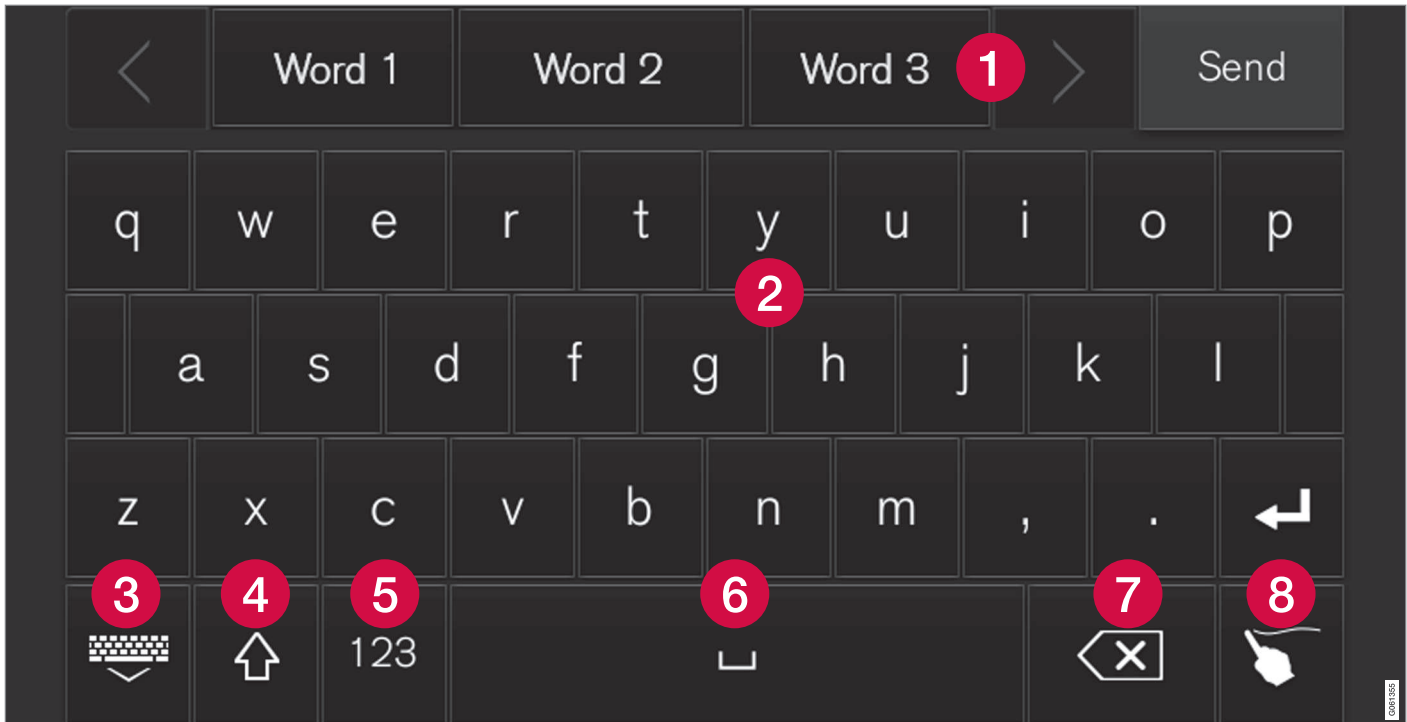 Word 1 Word 2 Word 3 1 Send
q w e r t y u i o p
2
a s d f g h j k l
z x c v b n m , .
3 4 5 6 7 8
123
G061355